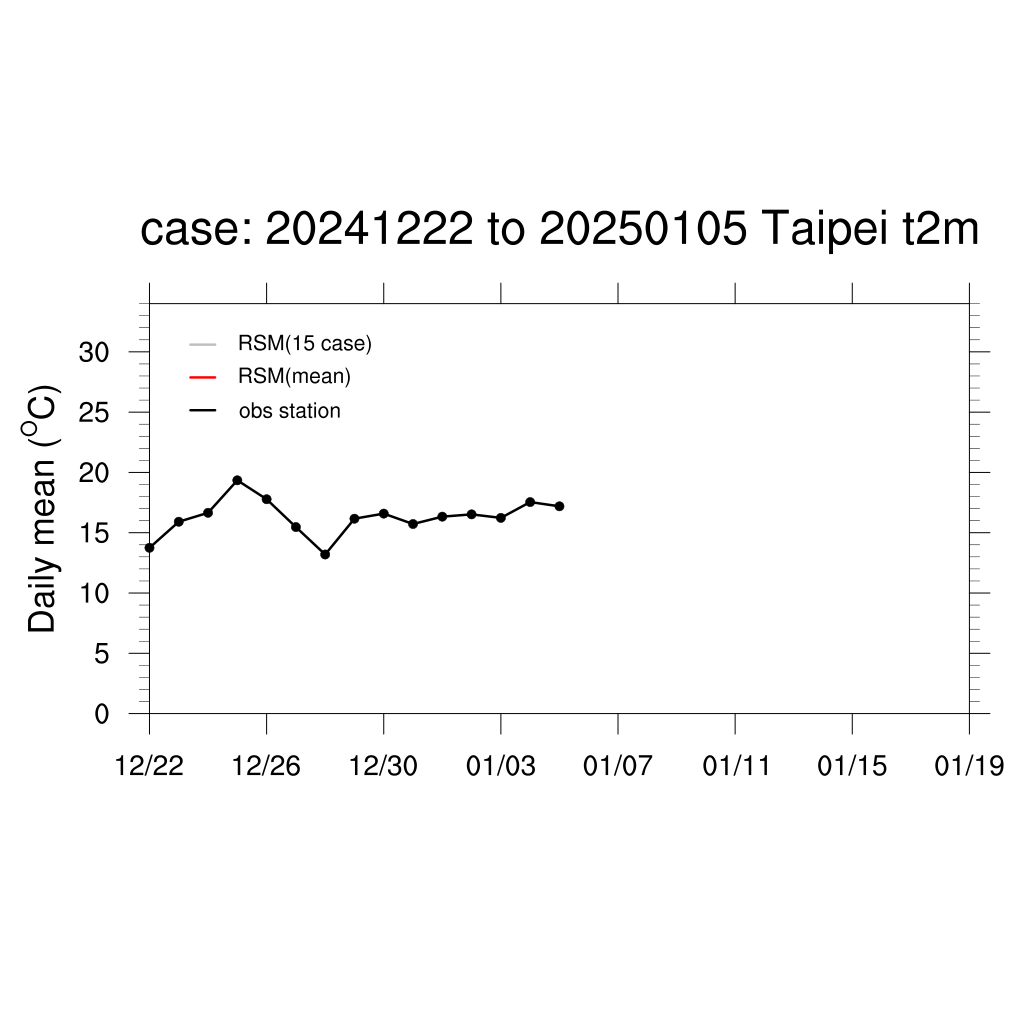 case: 20241222 to 20250105 Taipei t2m
RSM(15 case)
RSM(mean)
obs station
Daily mean (°C)
30
25
20
15
10
5
0
12/22 12/26 12/30 01/03 01/07 01/11 01/15 01/19